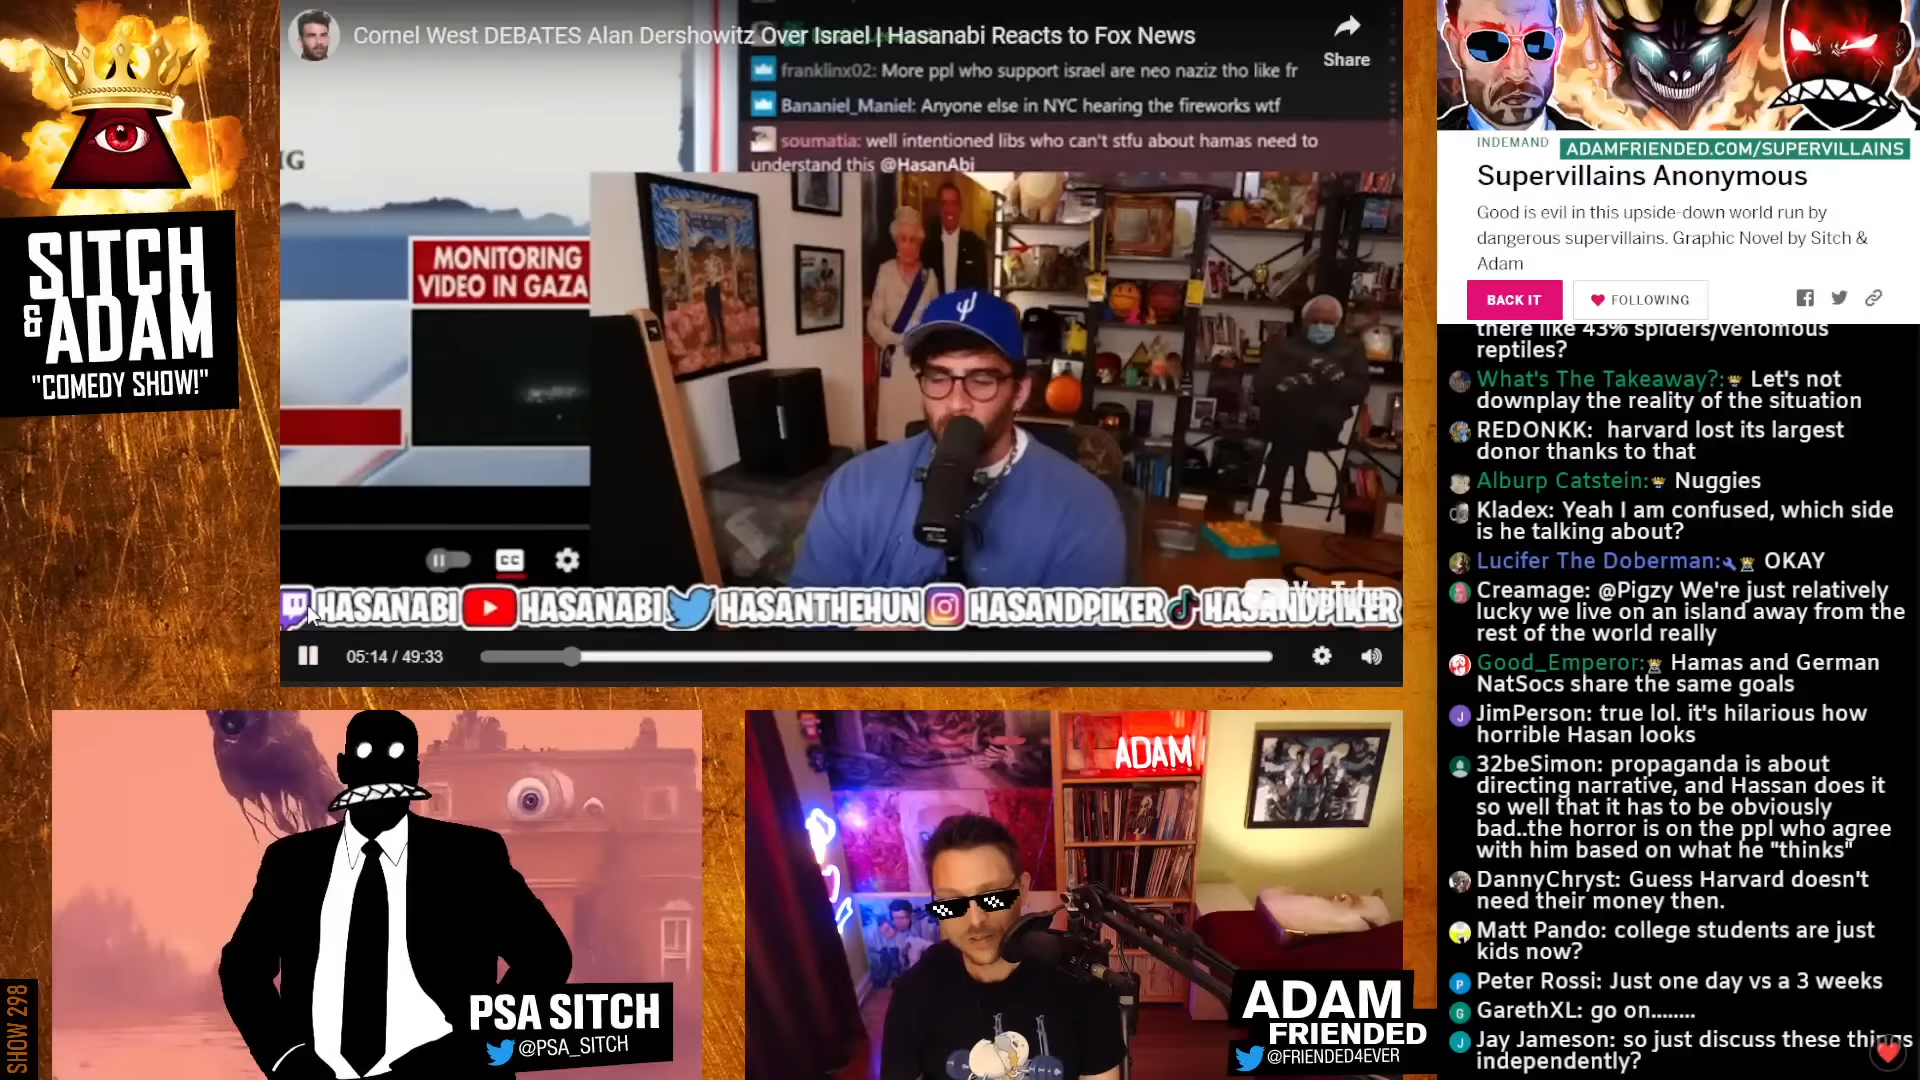 SITCH
& ADAM
"COMEDY SHOW!"
SHOW 298
Cornel West DEBATES Alan Dershowitz Over Israel | Hasanabi Reacts to Fox News
Share
franklinx02: More ppl who support israel are neo naziz tho like fr
Bananiel_Maniel: Anyone else in NYC hearing the fireworks wtf
soumatia: well intentioned libs who can't stfu about hamas need to
understand this @HasanAbi
IG
MONITORING
VIDEO IN GAZA
CC
HASANABI HASANABI HASANTHEHUN HASANDPIKER HASANDPIKER
YouTube
05:14 / 49:33
ADAM
PSA SITCH
@PSA_SITCH
ADAM
FRIENDED
@FRIENDED4EVER
INDEMAND
ADAMFRIENDED.COM/SUPERVILLAINS
Supervillains Anonymous
Good is evil in this upside-down world run by
dangerous supervillains. Graphic Novel by Sitch &
Adam
BACK IT
FOLLOWING
there like 43% spiders/venomous
reptiles?
What's The Takeaway?: Let's not
downplay the reality of the situation
REDONKK: harvard lost its largest
donor thanks to that
Alburp Catstein: Nuggies
Kladex: Yeah I am confused, which side
is he talking about?
Lucifer The Doberman: OKAY
Creamage: @Pigzy We're just relatively
lucky we live on an island away from the
rest of the world really
Good_Emperor: Hamas and German
NatSocs share the same goals
J
JimPerson: true lol. it's hilarious how
horrible Hasan looks
32beSimon: propaganda is about
directing narrative, and Hassan does it
so well that it has to be obviously
bad..the horror is on the ppl who agree
with him based on what he "thinks"
DannyChryst: Guess Harvard doesn't
need their money then.
Matt Pando: college students are just
kids now?
P
Peter Rossi: Just one day vs a 3 weeks
G
GarethXL: go on........
J
Jay Jameson: so just discuss these things
independently?